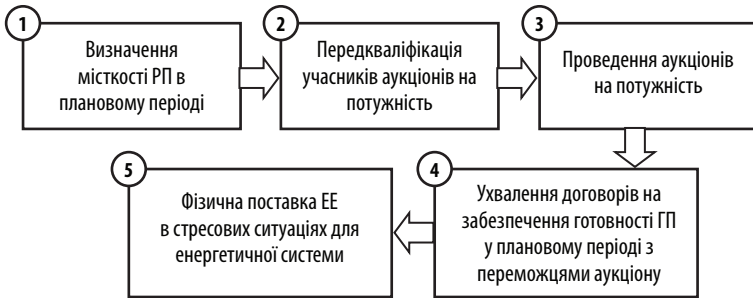 1
Визначення
місткості РП в
плановому періоді
2
Передкваліфікація
учасників аукціонів на
потужність
3
Проведення аукціонів
на потужність
4
Ухвалення договорів на
забезпечення готовності ГП
у плановому періоді з
переможцями аукціону
5
Фізична поставка ЕЕ
в стресових ситуаціях для
енергетичної системи